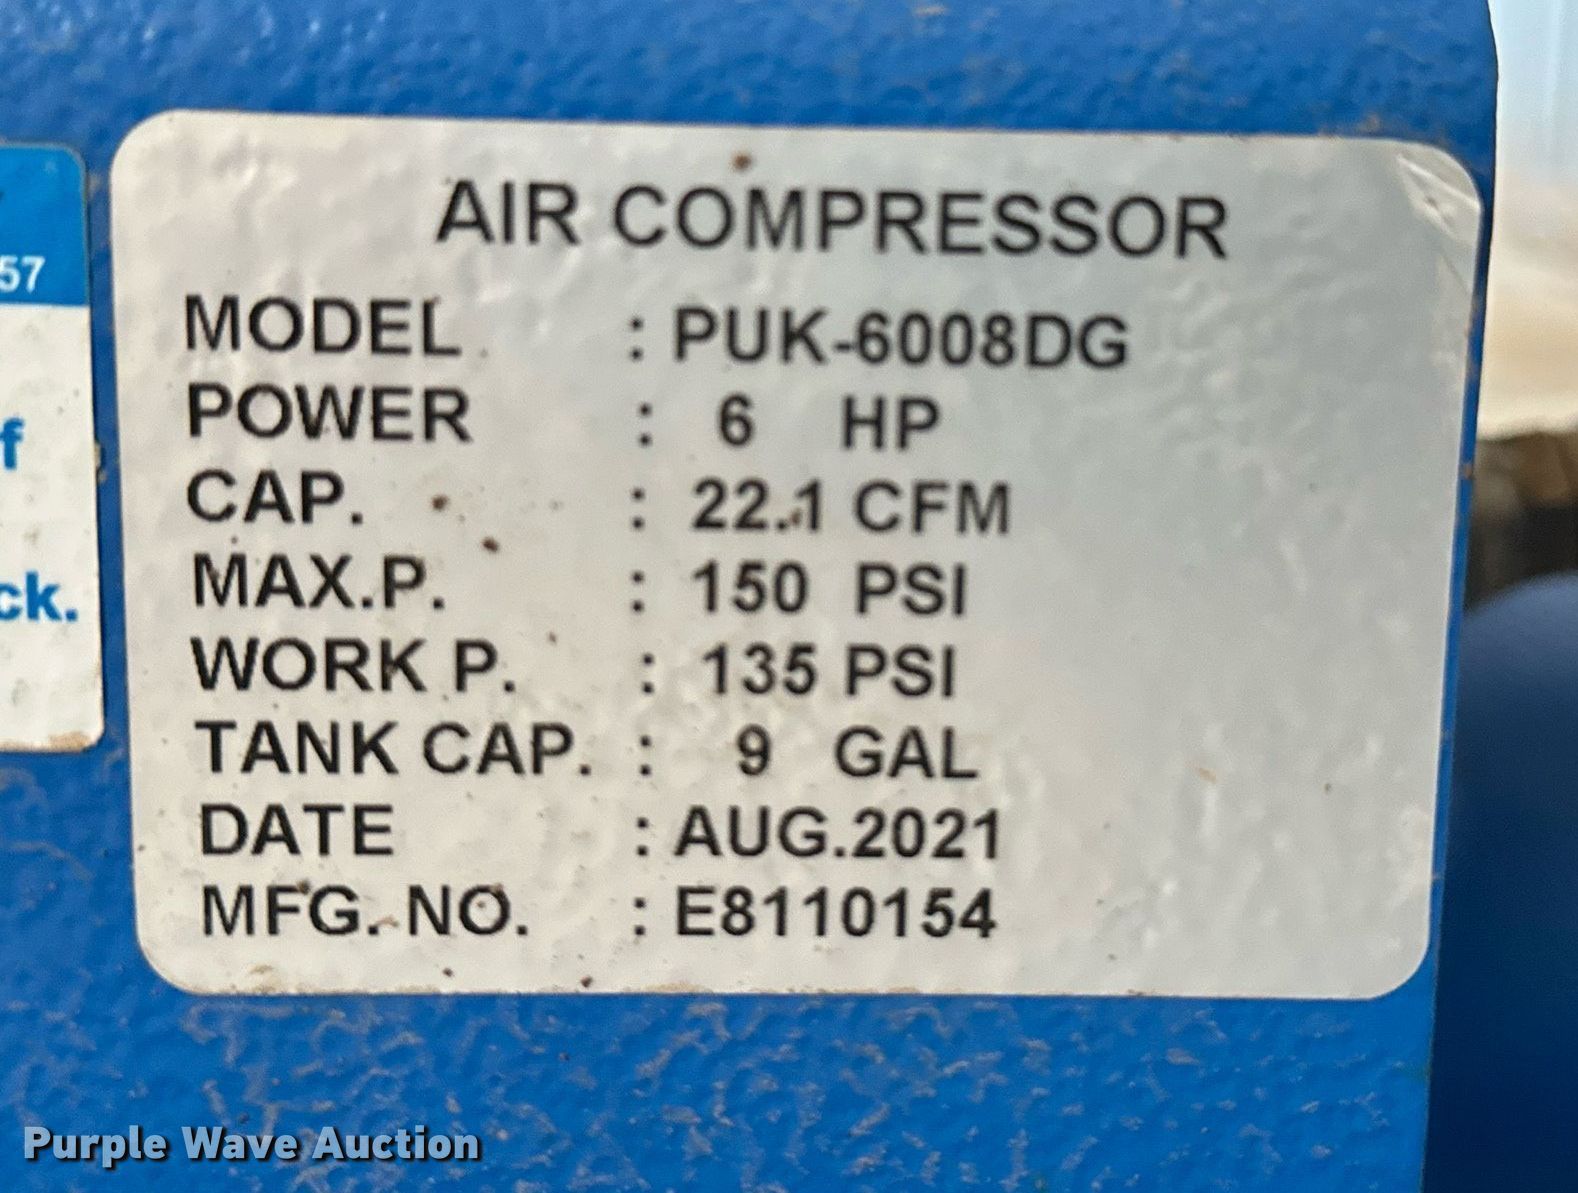 57
f
ck.
AIR COMPRESSOR
MODEL : PUK-6008DG
POWER : 6 HP
CAP. : 22.1 CFM
MAX.P. : 150 PSI
WORK P. : 135 PSI
TANK CAP. : 9 GAL
DATE : AUG.2021
MFG. NO. : E8110154
Purple Wave Auction